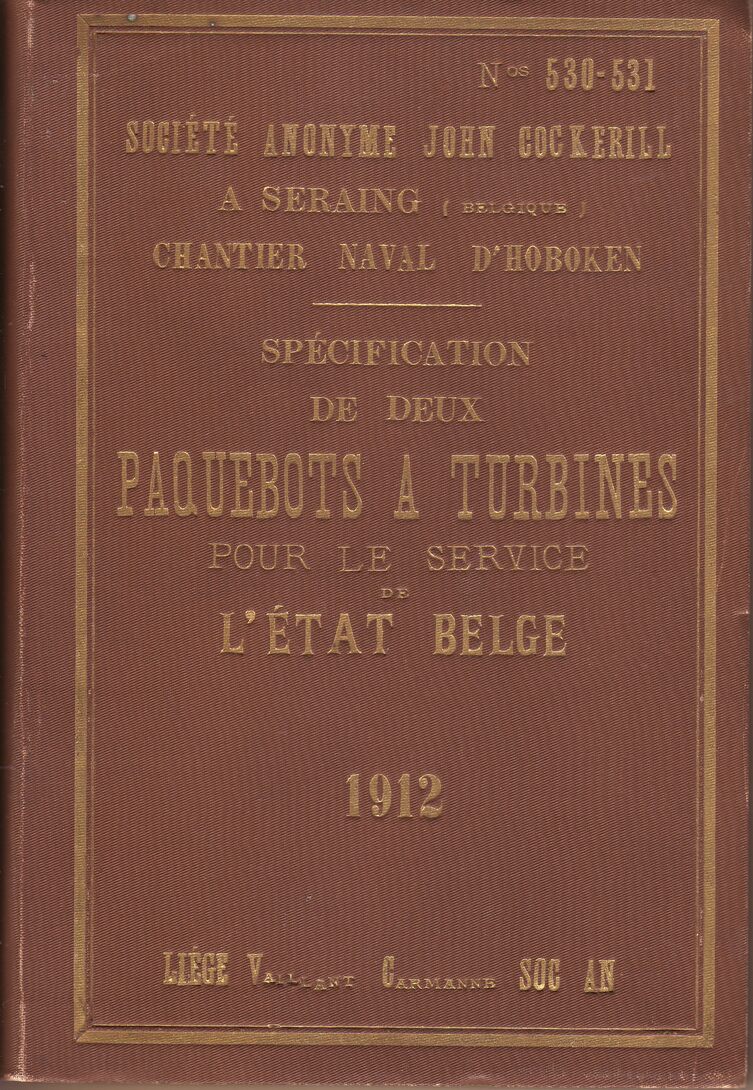 Nos 530-531
SOCIÉTÉ ANONYME JOHN COCKERILL
A SERAING ( BELGIQUE )
CHANTIER NAVAL D'HOBOKEN
SPÉCIFICATION
DE DEUX
PAQUEBOTS A TURBINES
POUR LE SERVICE
DE
L'ÉTAT BELGE
1912
LIÉGE VAILLANT CARMANNE SOC AN